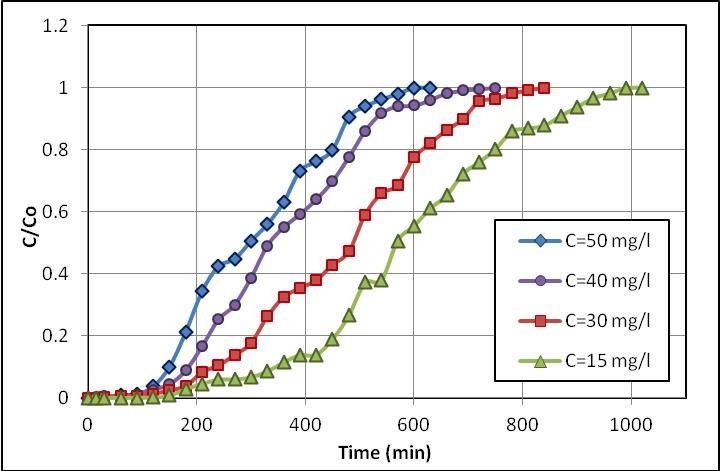 1.2
1
0.8
0.6
0.4
0.2
0
C/Co
0 200 400 600 800 1000
Time (min)
C=50 mg/l
C=40 mg/l
C=30 mg/l
C=15 mg/l